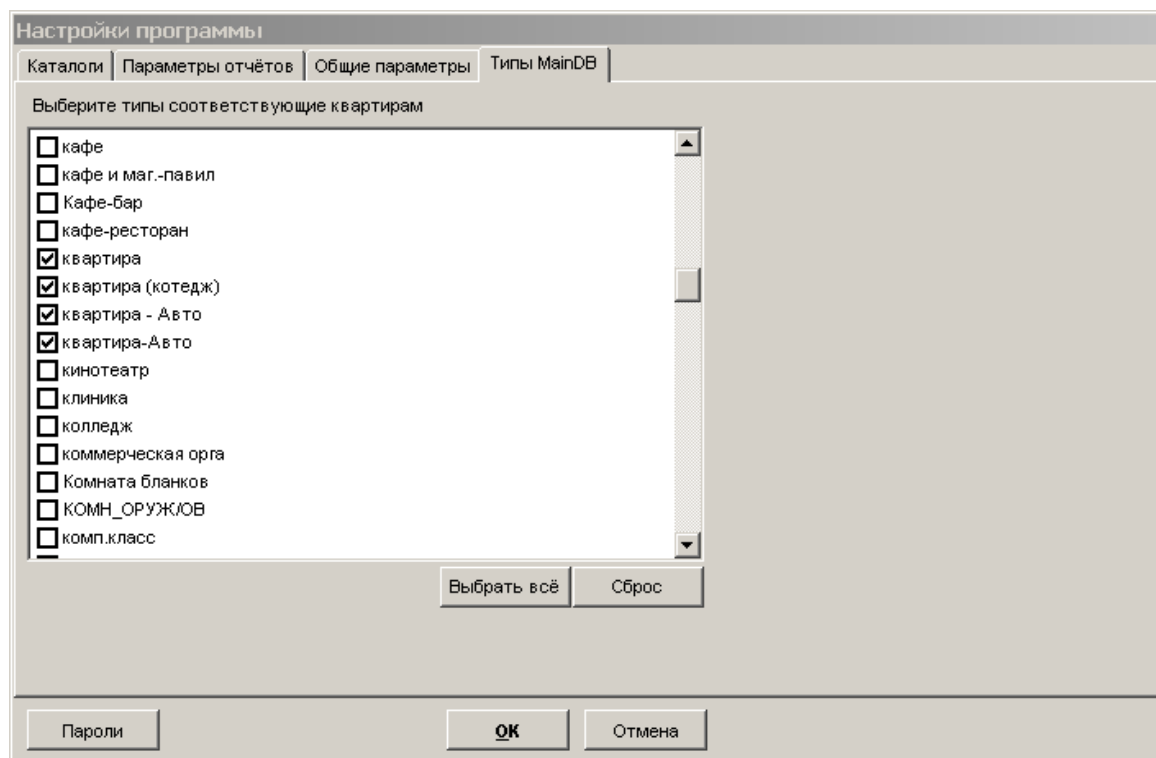 Настройки программы
Каталоги Параметры отчётов Общие параметры Типы MainDB
Выберите типы соответствующие квартирам
кафе
кафе и маг.-павил
Кафе-бар
кафе-ресторан
квартира
квартира (котедж)
квартира - Авто
квартира-Авто
кинотеатр
клиника
колледж
коммерческая орга
Комната бланков
КОМН_ОРУЖ/ОВ
комп.класс
Выбрать всё Сброс
Пароли ОК Отмена